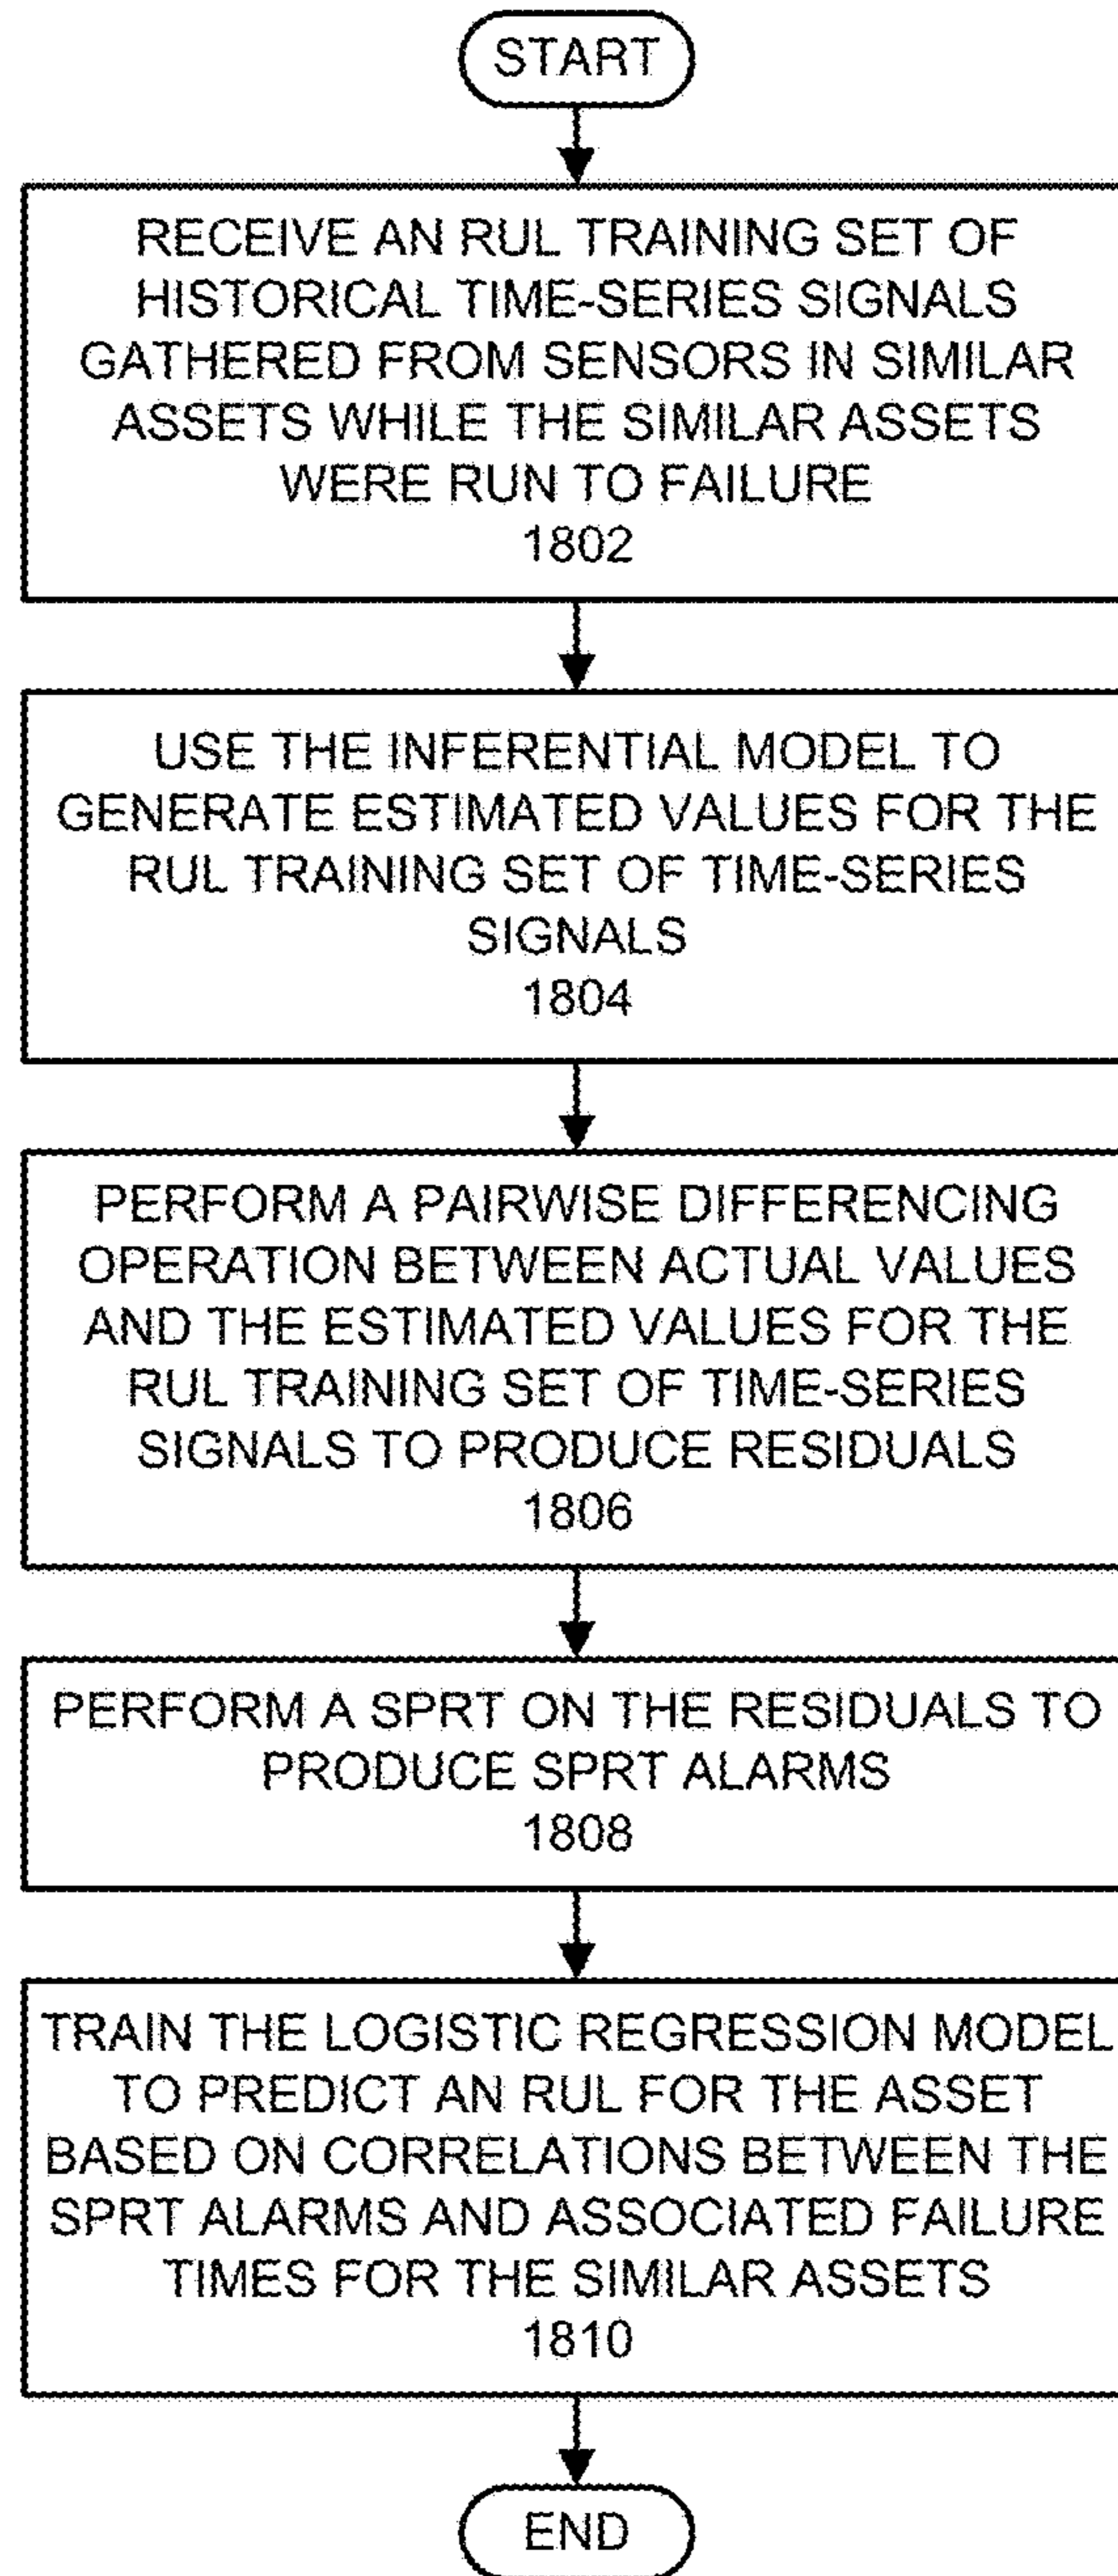 START
RECEIVE AN RUL TRAINING SET OF
HISTORICAL TIME-SERIES SIGNALS
GATHERED FROM SENSORS IN SIMILAR
ASSETS WHILE THE SIMILAR ASSETS
WERE RUN TO FAILURE
1802
USE THE INFERENTIAL MODEL TO
GENERATE ESTIMATED VALUES FOR THE
RUL TRAINING SET OF TIME-SERIES
SIGNALS
1804
PERFORM A PAIRWISE DIFFERENCING
OPERATION BETWEEN ACTUAL VALUES
AND THE ESTIMATED VALUES FOR THE
RUL TRAINING SET OF TIME-SERIES
SIGNALS TO PRODUCE RESIDUALS
1806
PERFORM A SPRT ON THE RESIDUALS TO
PRODUCE SPRT ALARMS
1808
TRAIN THE LOGISTIC REGRESSION MODEL
TO PREDICT AN RUL FOR THE ASSET
BASED ON CORRELATIONS BETWEEN THE
SPRT ALARMS AND ASSOCIATED FAILURE
TIMES FOR THE SIMILAR ASSETS
1810
END